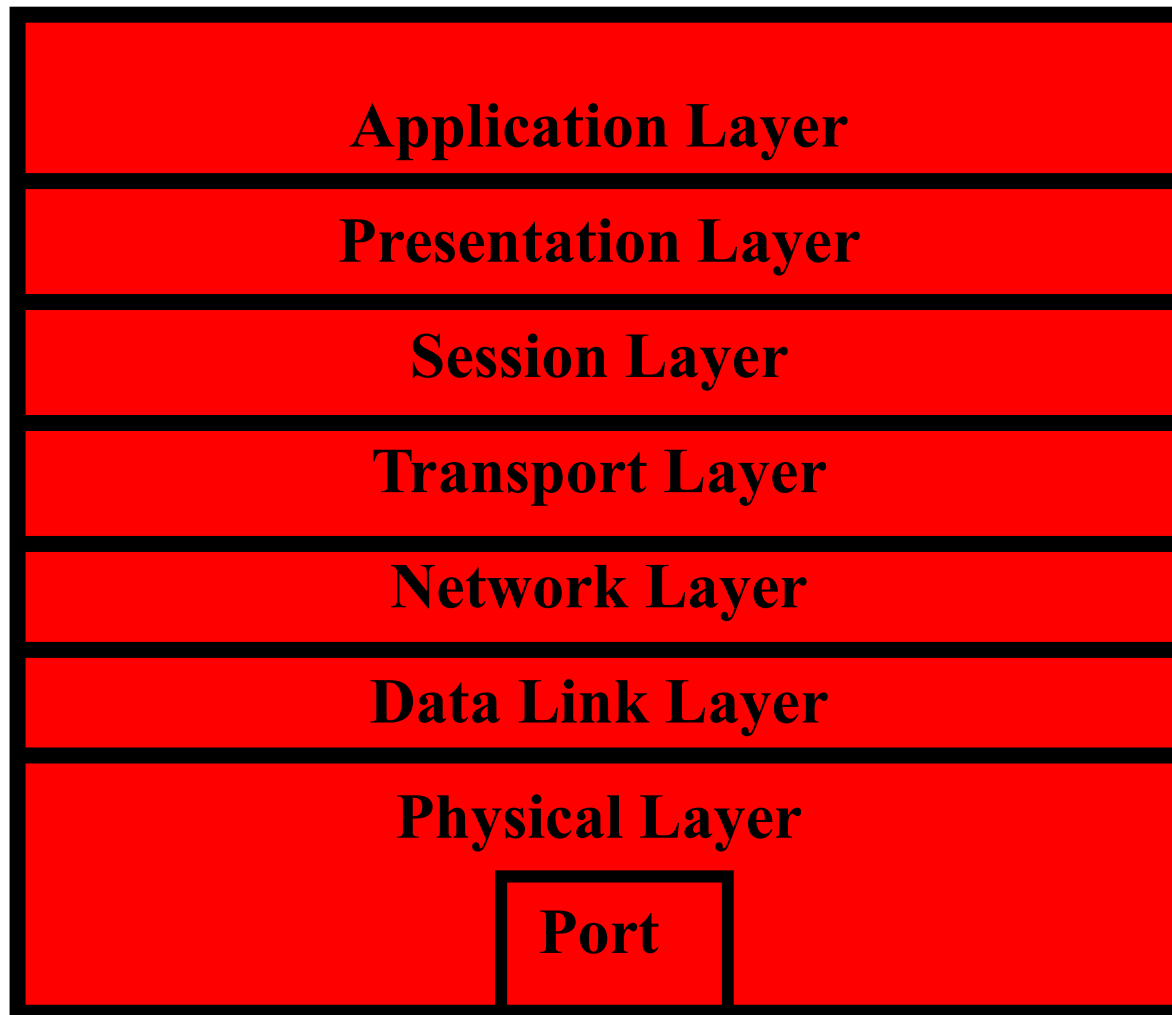 Application Layer
Presentation Layer
Session Layer
Transport Layer
Network Layer
Data Link Layer
Physical Layer
Port